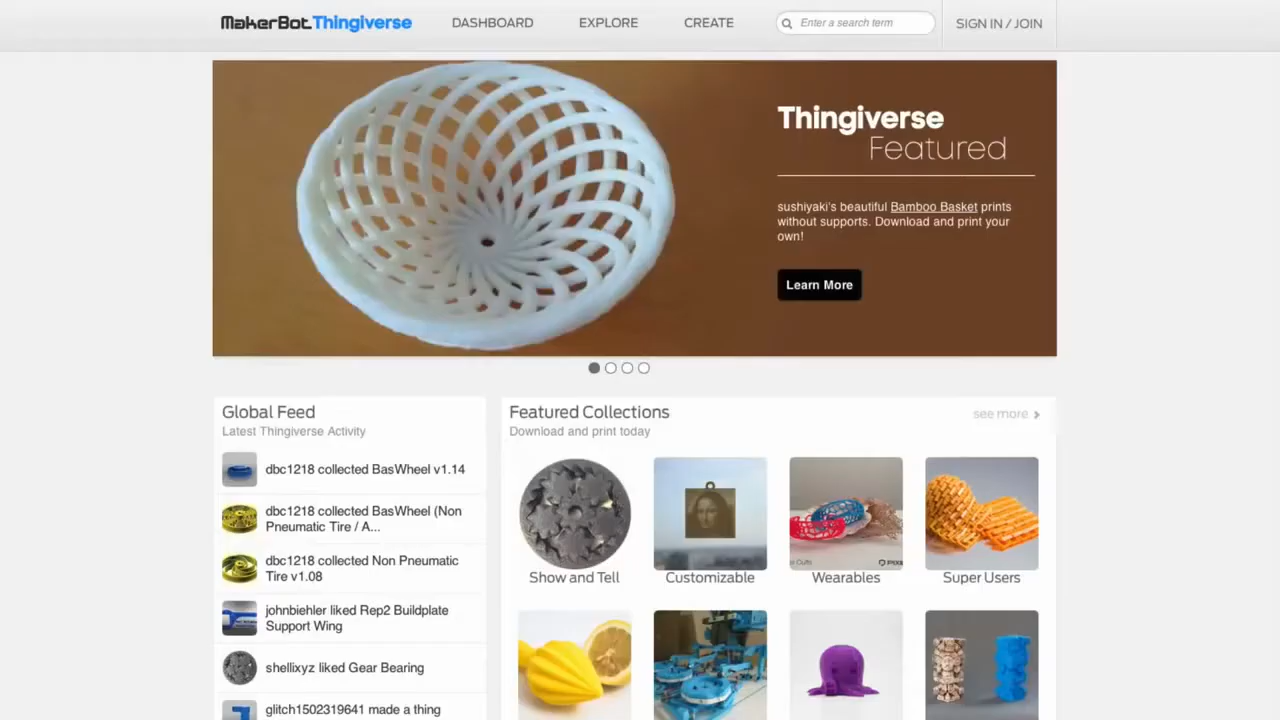 MakerBot Thingiverse
DASHBOARD
EXPLORE
CREATE
Enter a search term
SIGN IN / JOIN
Thingiverse
Featured
sushiyaki's beautiful Bamboo Basket prints
without supports. Download and print your
own!
Learn More
Global Feed
Latest Thingiverse Activity
dbc1218 collected BasWheel v1.14
dbc1218 collected BasWheel (Non
Pneumatic Tire / A...
dbc1218 collected Non Pneumatic
Tire v1.08
johnbiehler liked Rep2 Buildplate
Support Wing
shellixyz liked Gear Bearing
glitch1502319641 made a thing
Featured Collections
see more
Download and print today
Show and Tell
Customizable
Wearables
Super Users